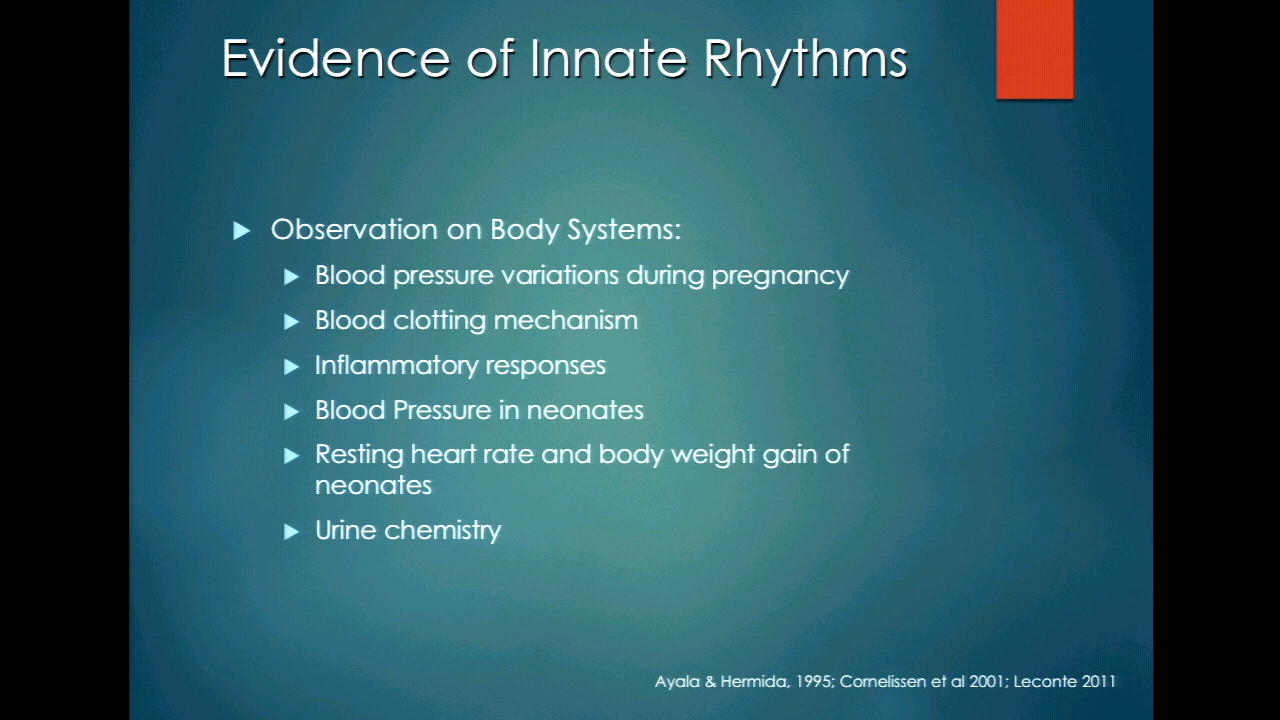 Evidence of Innate Rhythms
Observation on Body Systems:
Blood pressure variations during pregnancy
Blood clotting mechanism
Inflammatory responses
Blood Pressure in neonates
Resting heart rate and body weight gain of
neonates
Urine chemistry
Ayala & Hermida, 1995; Cornelissen et al 2001; Leconte 2011